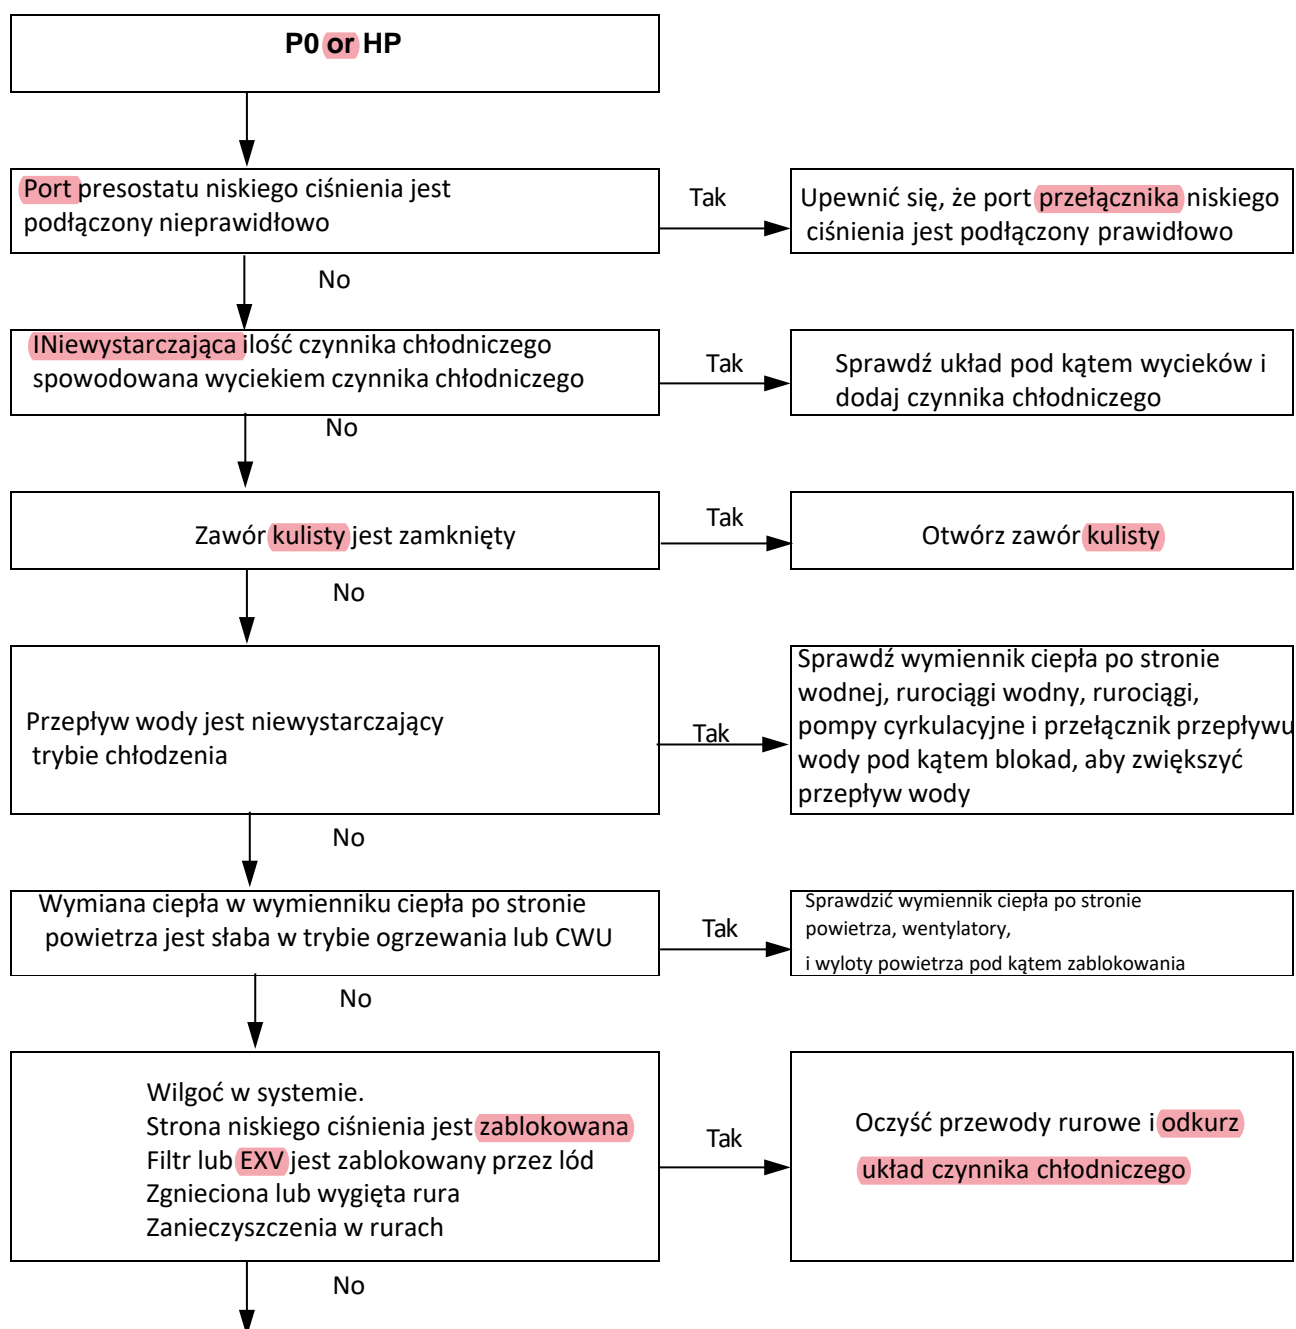 P0 or HP
Port presostatu niskiego ciśnienia jest
podłączony nieprawidłowo
Tak
Upewnić się, że port przełącznika niskiego
ciśnienia jest podłączony prawidłowo
No
INiewystarczająca ilość czynnika chłodniczego
spowodowana wyciekiem czynnika chłodniczego
Tak
Sprawdź układ pod kątem wycieków i
dodaj czynnika chłodniczego
No
Zawór kulisty jest zamknięty
Tak
Otwórz zawór kulisty
No
Przepływ wody jest niewystarczający
trybie chłodzenia
Tak
Sprawdź wymiennik ciepła po stronie
wodnej, rurociągi wodny, rurociągi,
pompy cyrkulacyjne i przełącznik przepływu
wody pod kątem blokad, aby zwiększyć
przepływ wody
No
Wymiana ciepła w wymienniku ciepła po stronie
powietrza jest słaba w trybie ogrzewania lub CWU
Tak
Sprawdzić wymiennik ciepła po stronie
powietrza, wentylatory,
i wyloty powietrza pod kątem zablokowania
No
Wilgoć w systemie.
Strona niskiego ciśnienia jest zablokowana
Filtr lub EXV jest zablokowany przez lód
Zgnieciona lub wygięta rura
Zanieczyszczenia w rurach
Tak
Oczyść przewody rurowe i odkurz
układ czynnika chłodniczego
No